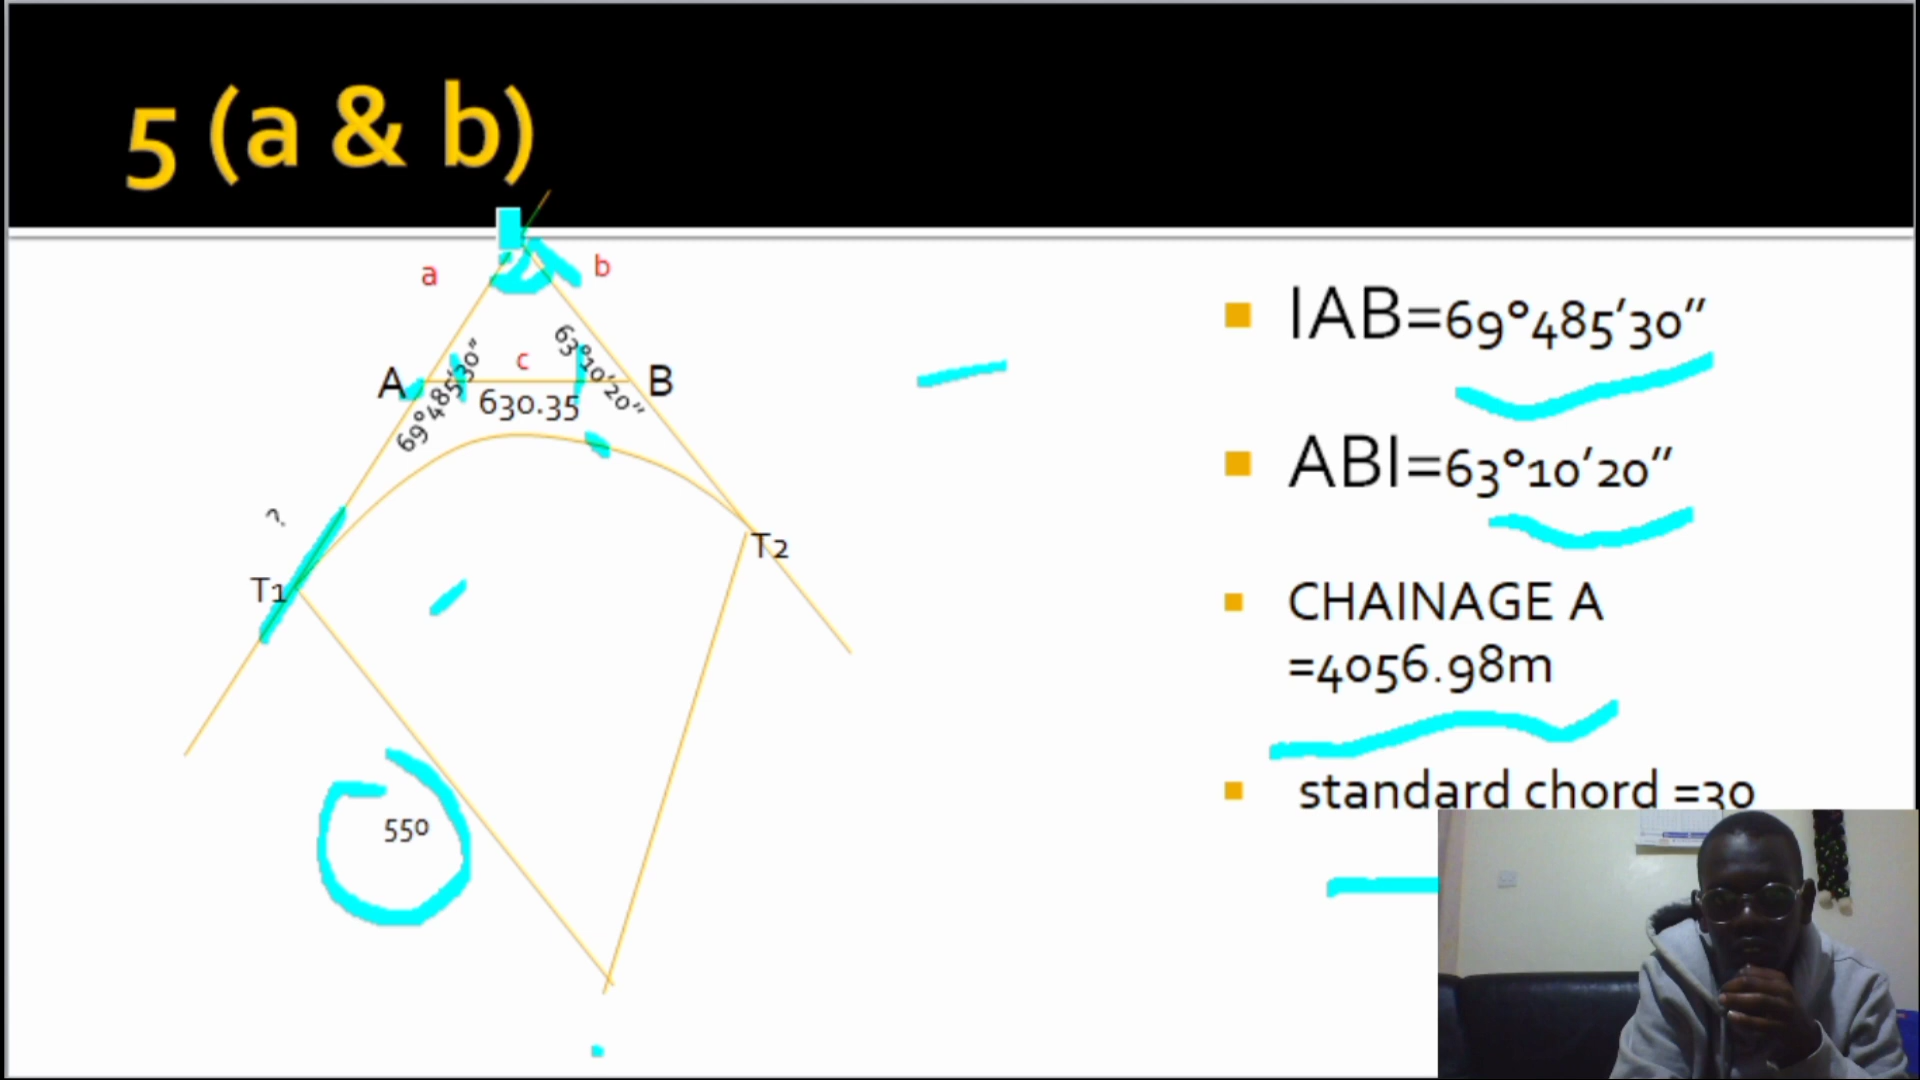 5 (a & b)
a
b
c
A
B
69°485'30"
63°10'20"
630.35
?
T1
T2
550
IAB=69°485'30"
ABI=63°10'20"
CHAINAGE A
=4056.98m
standard chord =30